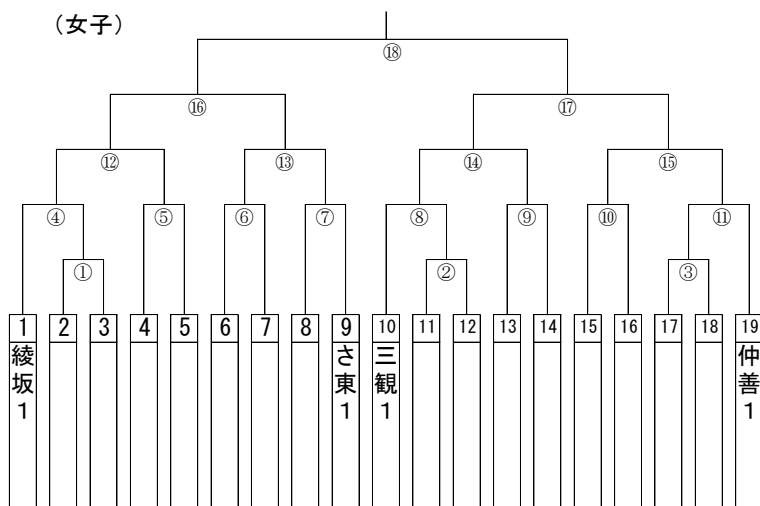 （女子）
⑱
⑯ ⑰
⑫ ⑬ ⑭ ⑮
④ ⑤ ⑥ ⑦ ⑧ ⑨ ⑩ ⑪
① ② ③
1 2 3 4 5 6 7 8 9 10 11 12 13 14 15 16 17 18 19
綾坂1
さ東1
三観1
仲善1